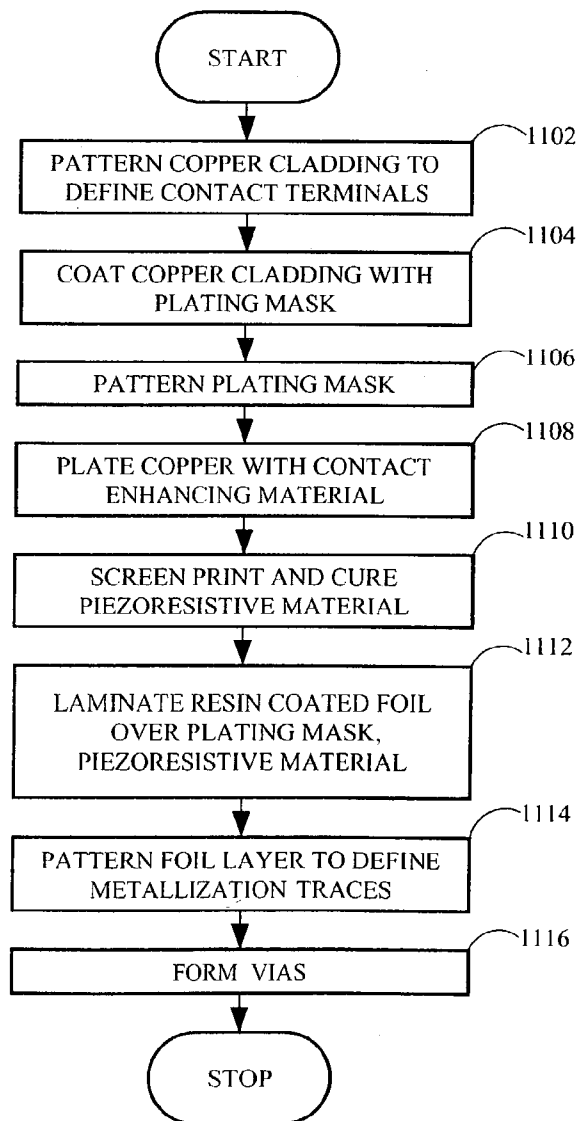 START
1102
PATTERN COPPER CLADDING TO
DEFINE CONTACT TERMINALS
1104
COAT COPPER CLADDING WITH
PLATING MASK
1106
PATTERN PLATING MASK
1108
PLATE COPPER WITH CONTACT
ENHANCING MATERIAL
1110
SCREEN PRINT AND CURE
PIEZORESISTIVE MATERIAL
1112
LAMINATE RESIN COATED FOIL
OVER PLATING MASK,
PIEZORESISTIVE MATERIAL
1114
PATTERN FOIL LAYER TO DEFINE
METALLIZATION TRACES
1116
FORM VIAS
STOP